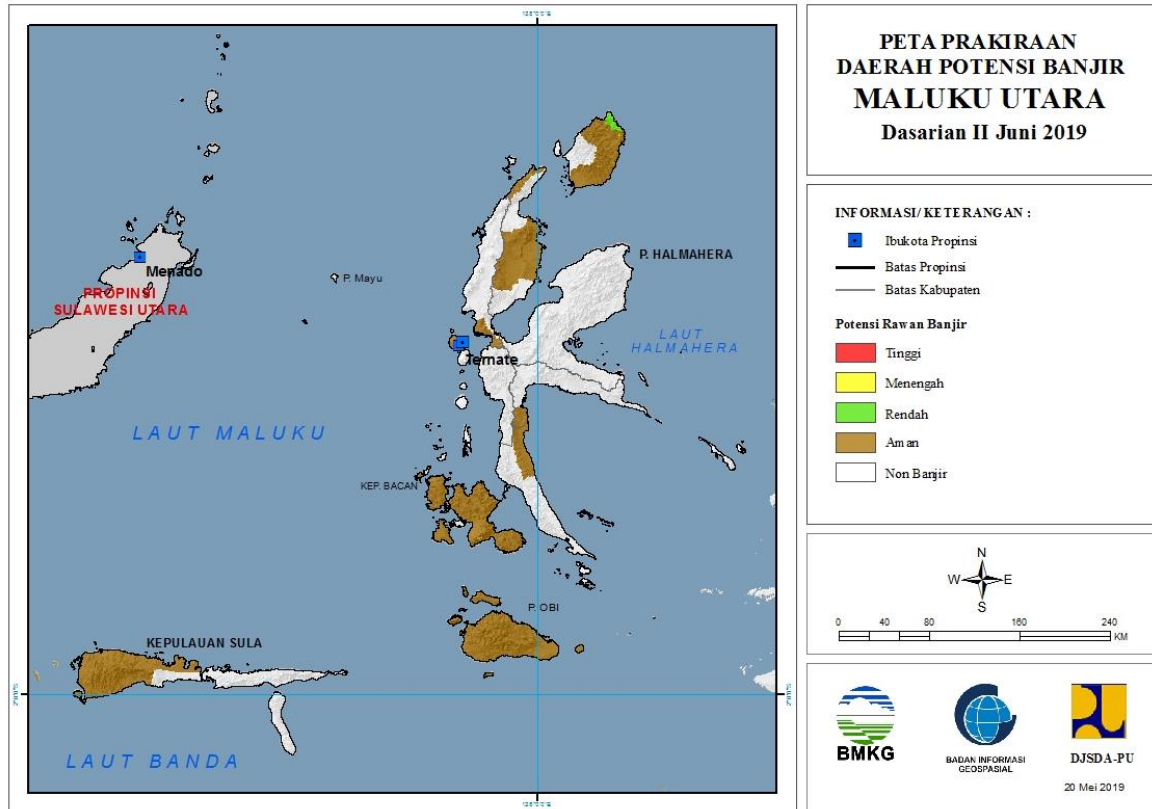 PETA PRAKIRAAN
DAERAH POTENSI BANJIR
MALUKU UTARA
Dasarian II Juni 2019
INFORMASI/ KETERANGAN :
Ibukota Propinsi
Batas Propinsi
Batas Kabupaten
Potensi Rawan Banjir
Tinggi
Menengah
Rendah
Aman
Non Banjir
N
W E
S
0 40 80 160 240
KM
BMKG
BADAN INFORMASI
GEOSPASIAL
DJSDA-PU
20 Mei 2019
Menado
PROPINSI
SULAWESI UTARA
P. Mayu
P. HALMAHERA
LAUT
HALMAHERA
Ternate
LAUT MALUKU
KEP. BACAN
P. OBI
KEPULAUAN SULA
LAUT BANDA